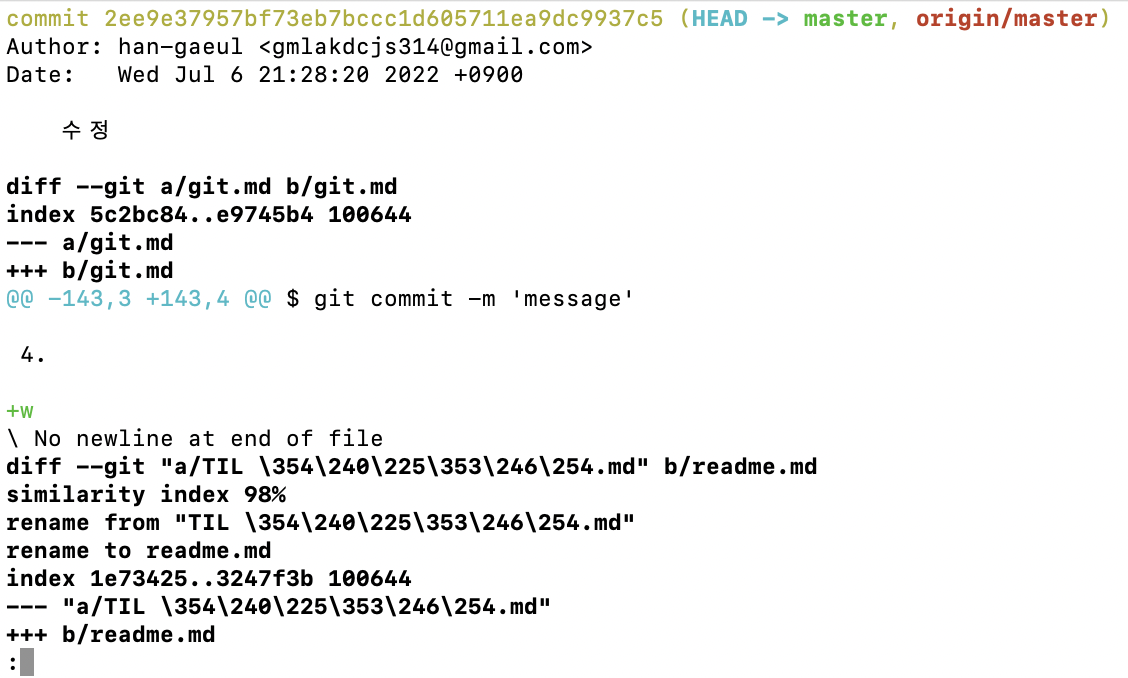 commit 2ee9e37957bf73eb7bccc1d605711ea9dc9937c5 (HEAD -> master, origin/master)
Author: han-gaeul <gmlakdcjs314@gmail.com>
Date:   Wed Jul 6 21:28:20 2022 +0900

    수정

diff --git a/git.md b/git.md
index 5c2bc84..e9745b4 100644
--- a/git.md
+++ b/git.md
@@ -143,3 +143,4 @@ $ git commit -m 'message'

 4.

+w
\ No newline at end of file
diff --git "a/TIL \354\240\225\353\246\254.md" b/readme.md
similarity index 98%
rename from "TIL \354\240\225\353\246\254.md"
rename to readme.md
index 1e73425..3247f3b 100644
--- "a/TIL \354\240\225\353\246\254.md"
+++ b/readme.md
: